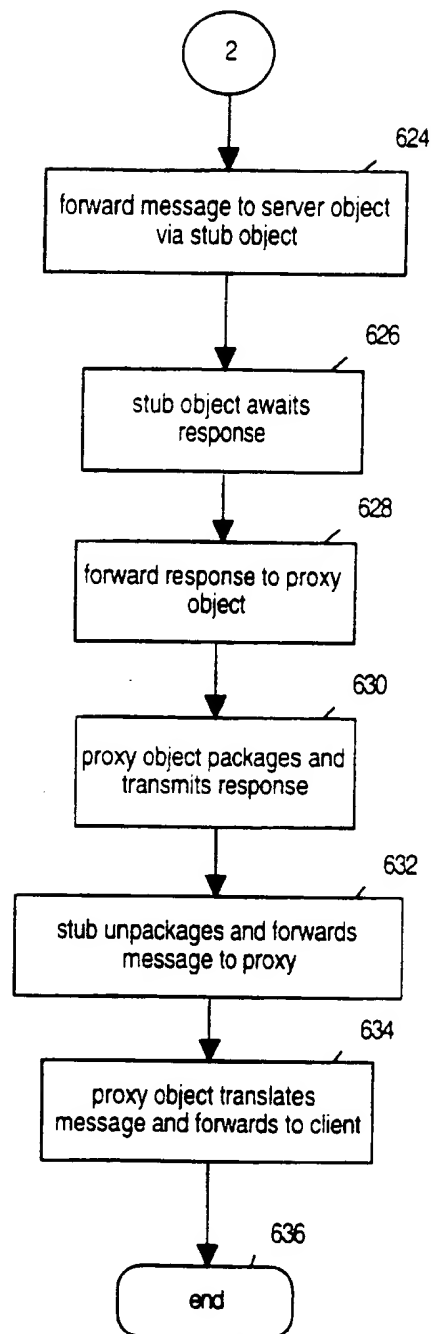 2
624
forward message to server object
via stub object
626
stub object awaits
response
628
forward response to proxy
object
630
proxy object packages and
transmits response
632
stub unpackages and forwards
message to proxy
634
proxy object translates
message and forwards to client
636
end